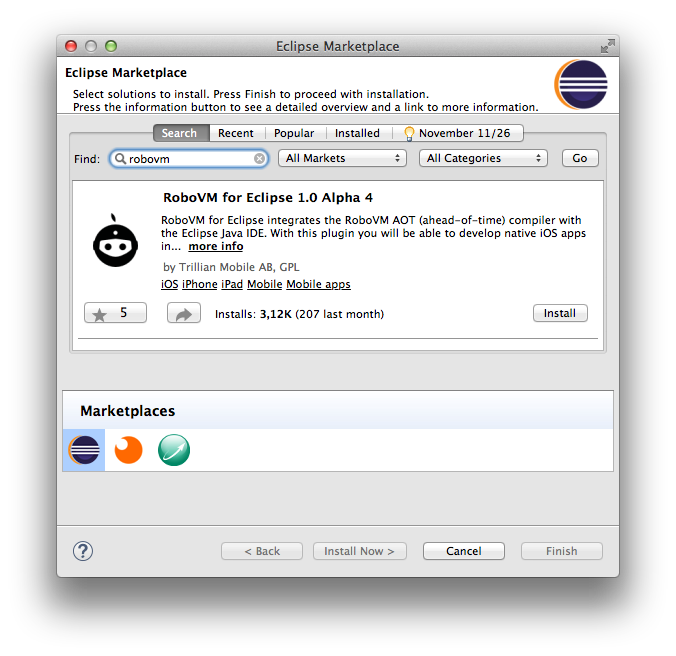 Eclipse Marketplace
Eclipse Marketplace
Select solutions to install. Press Finish to proceed with installation.
Press the information button to see a detailed overview and a link to more information.
Search Recent Popular Installed November 11/26
Find: robovm All Markets All Categories Go
RoboVM for Eclipse 1.0 Alpha 4
RoboVM for Eclipse integrates the RoboVM AOT (ahead-of-time) compiler with
the Eclipse Java IDE. With this plugin you will be able to develop native iOS apps
in... more info
by Trillian Mobile AB, GPL
iOS iPhone iPad Mobile Mobile apps
5 Installs: 3,12K (207 last month) Install
Marketplaces
? < Back Install Now > Cancel Finish